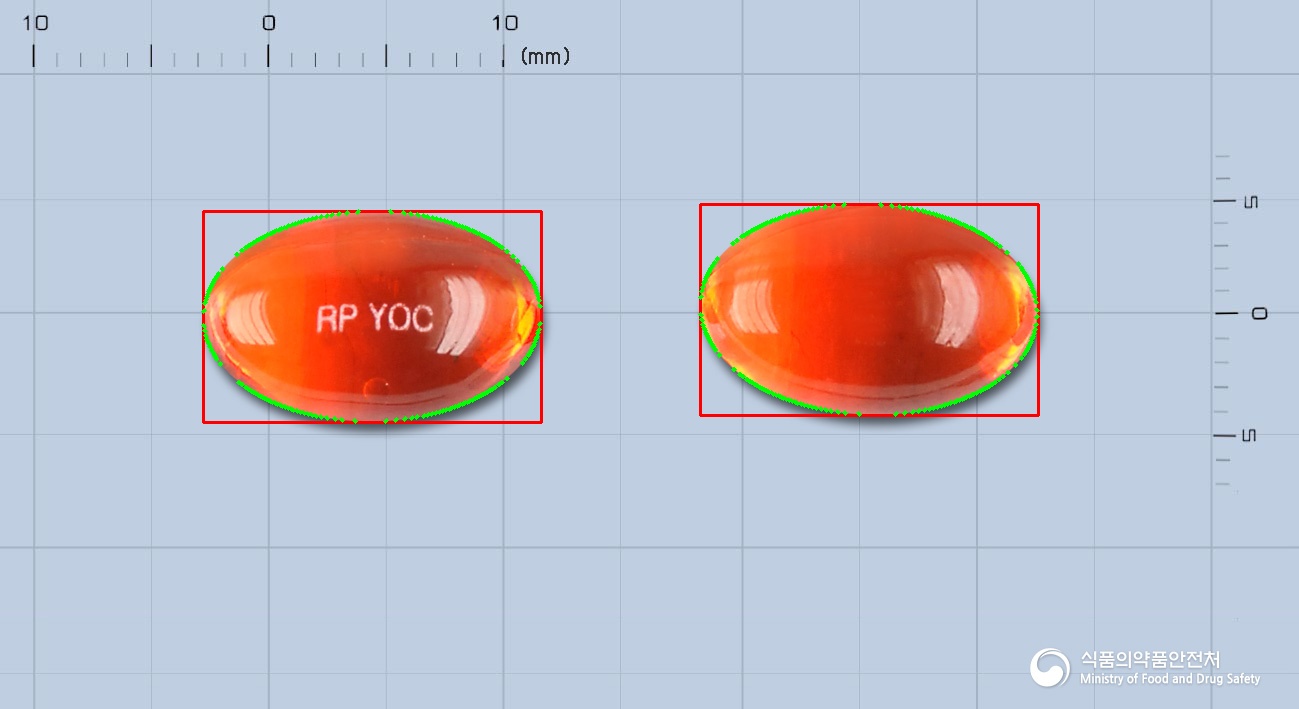 10 0 10
(mm)
RP YOC
5
0
5
식품의약품안전처
Ministry of Food and Drug Safety